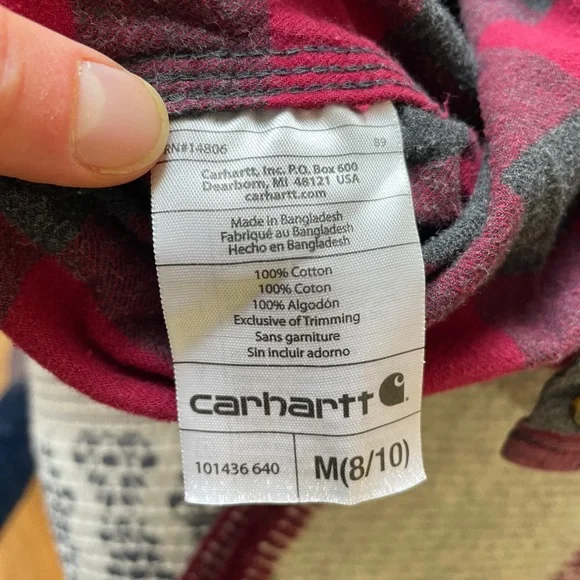 RN#14806 89
Carhartt, Inc. P.O. Box 600
Dearborn, MI 48121 USA
carhartt.com
Made in Bangladesh
Fabriqué au Bangladesh
Hecho en Bangladesh
100% Cotton
100% Coton
100% Algodón
Exclusive of Trimming
Sans garniture
Sin incluir adorno
carhartt
101436 640 M(8/10)